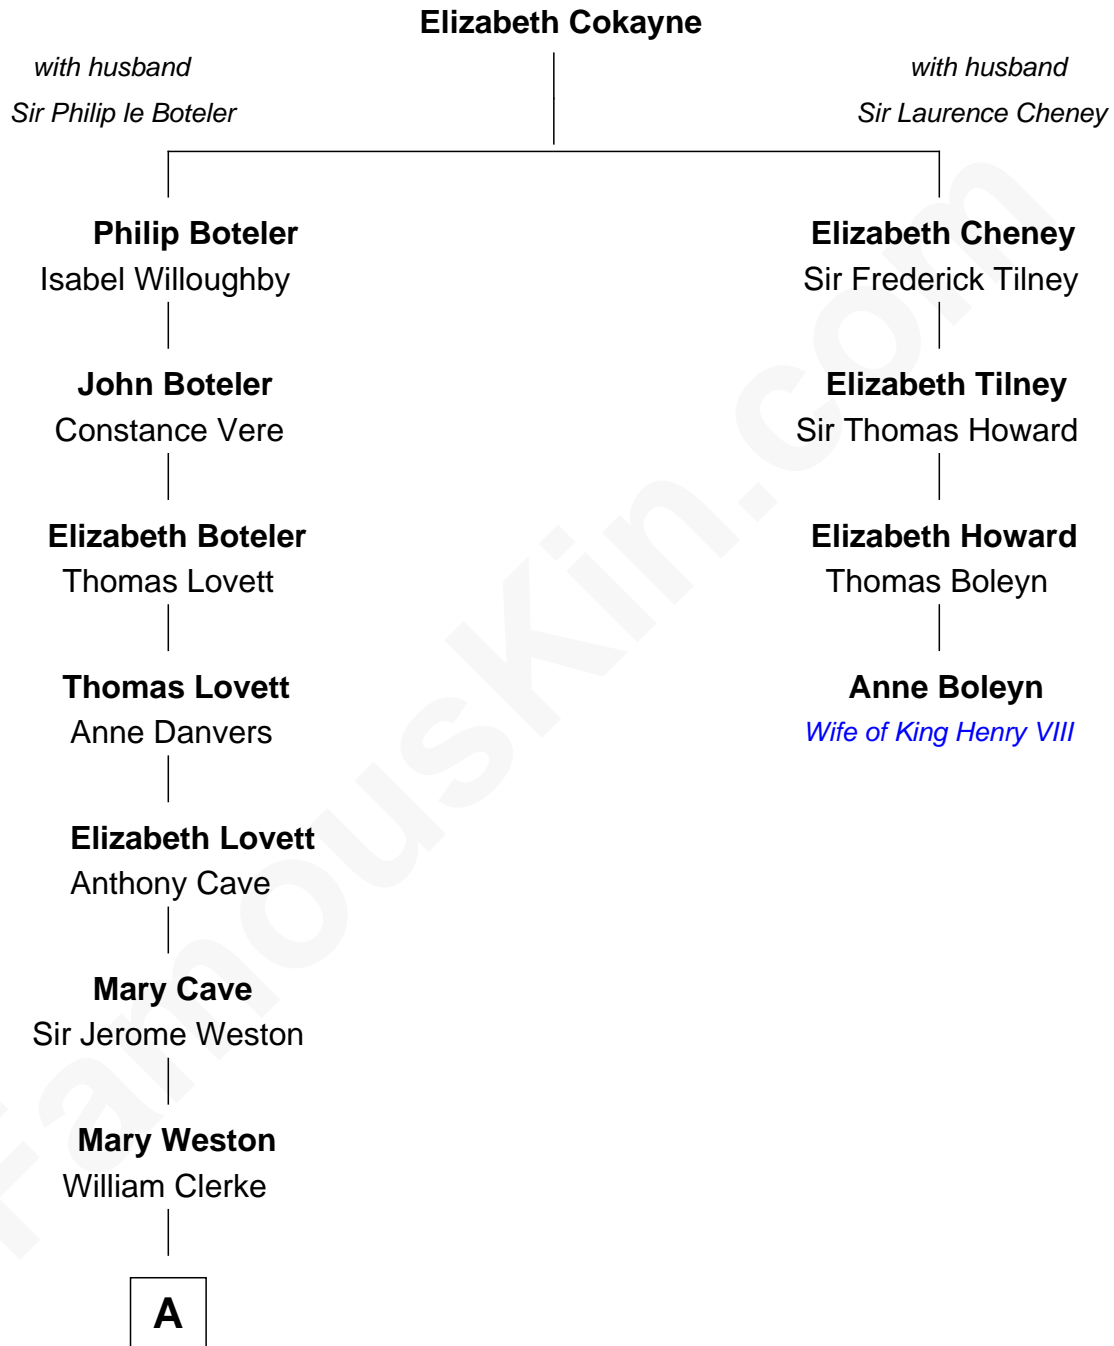 Elizabeth Cokayne
with husband
Sir Philip le Boteler
with husband
Sir Laurence Cheney
Philip Boteler
Isabel Willoughby
Elizabeth Cheney
Sir Frederick Tilney
John Boteler
Constance Vere
Elizabeth Tilney
Sir Thomas Howard
Elizabeth Boteler
Thomas Lovett
Elizabeth Howard
Thomas Boleyn
Thomas Lovett
Anne Danvers
Anne Boleyn
Wife of King Henry VIII
Elizabeth Lovett
Anthony Cave
Mary Cave
Sir Jerome Weston
Mary Weston
William Clerke
A
FamousKin.com